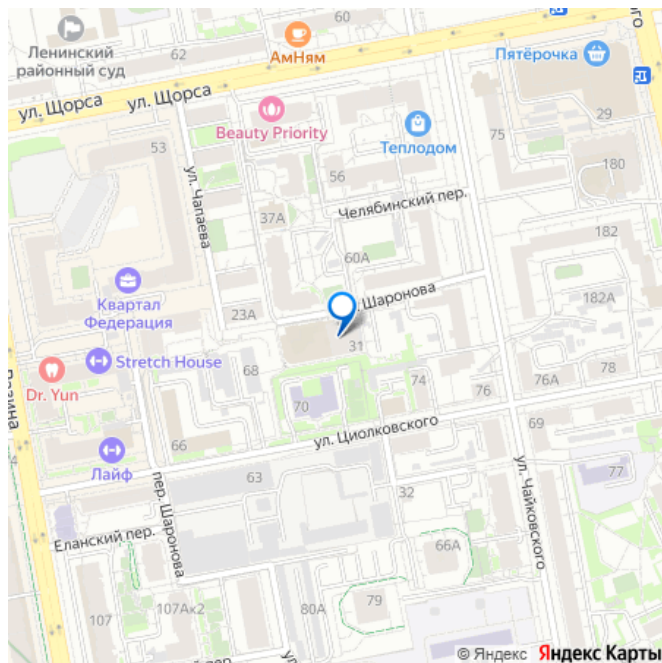 60
Ленинский
районный суд
62
АмНям
Пятёрочка
ул. Щорса
ул. Щорса
Beauty Priority
29
53
Теплодом
75
180
ул. Чапаева
56
Челябинский пер.
37А
60А
182
Шаронова
Квартал
Федерация
23А
182А
31
Stretch House
68
Dr. Yun
74
76
76А
78
70
69
66
ул. Циолковского
Лайф
63
77
пер. Шаронова
32
ул. Чайковского
Еланский пер.
66А
107
107Ак2
80А
79
© Яндекс Яндекс Карты